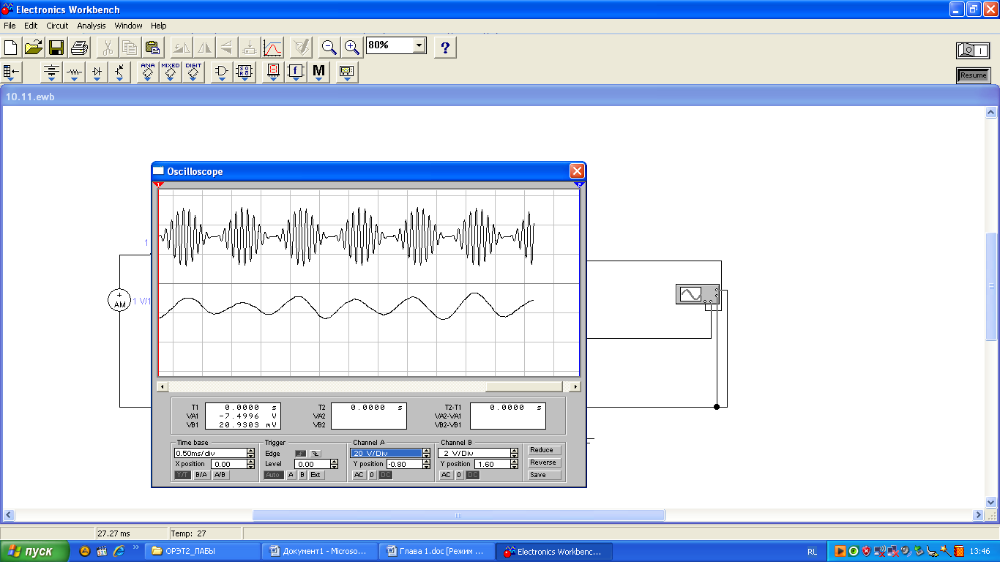 Electronics Workbench
File Edit Circuit Analysis Window Help
80%
?
ANA MIXED DIGIT
f M
Resume
10.11.ewb
Oscilloscope
1 2
1
+
AM
1 V/1
T1 0.0000 s T2 0.0000 s T2-T1 0.0000 s
VA1 -7.4996 V VA2 VA2-VA1
VB1 20.9303 mV VB2 VB2-VB1
Time base Trigger Channel A Channel B Reduce
0.50ms/div Edge 20 V/Div 2 V/Div
X position 0.00 Level 0.00 Y position -0.80 Y position 1.60 Reverse
Y/T B/A A/B Auto A B Ext AC 0 DC AC 0 DC Save
27.27 ms Temp: 27
пуск ОРЭТ2_ЛАБЫ Документ1 - Microso... Глава 1.doc [Режим ... Electronics Workbenc... RL 13:46